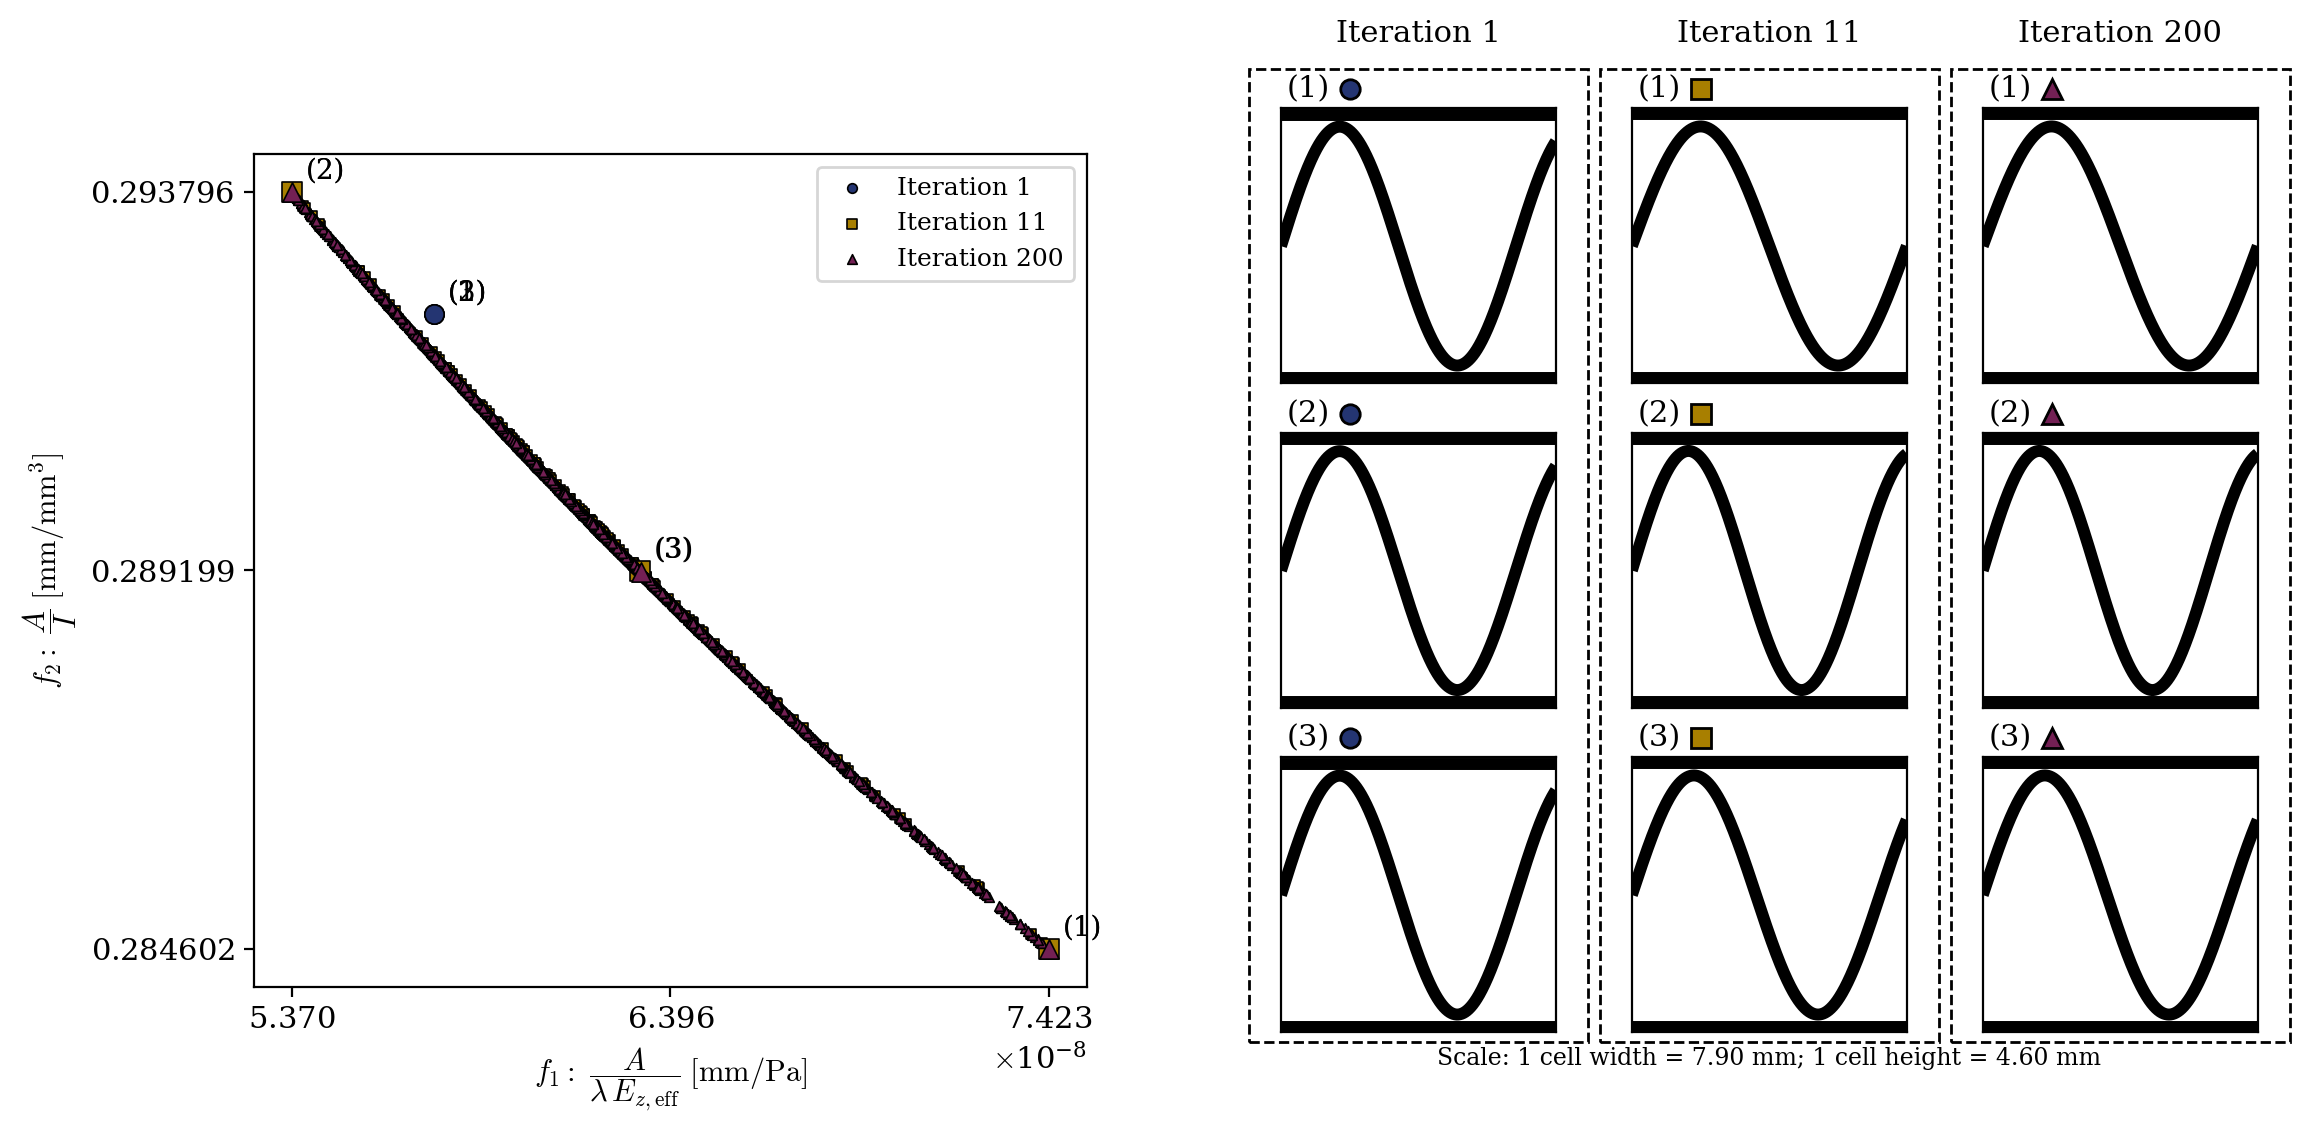 Iteration 1
Iteration 11
Iteration 200
(1)
(1)
(1)
(2)
(2)
(2)
(3)
(3)
(3)
Scale: 1 cell width = 7.90 mm; 1 cell height = 4.60 mm
(2)
(3)
(1)
Iteration 1
Iteration 11
Iteration 200
0.293796
0.289199
0.284602
f₂ : A/I [mm/mm³]
5.370
6.396
7.423
×10⁻⁸
f₁ : A/(λ E_z,eff) [mm/Pa]